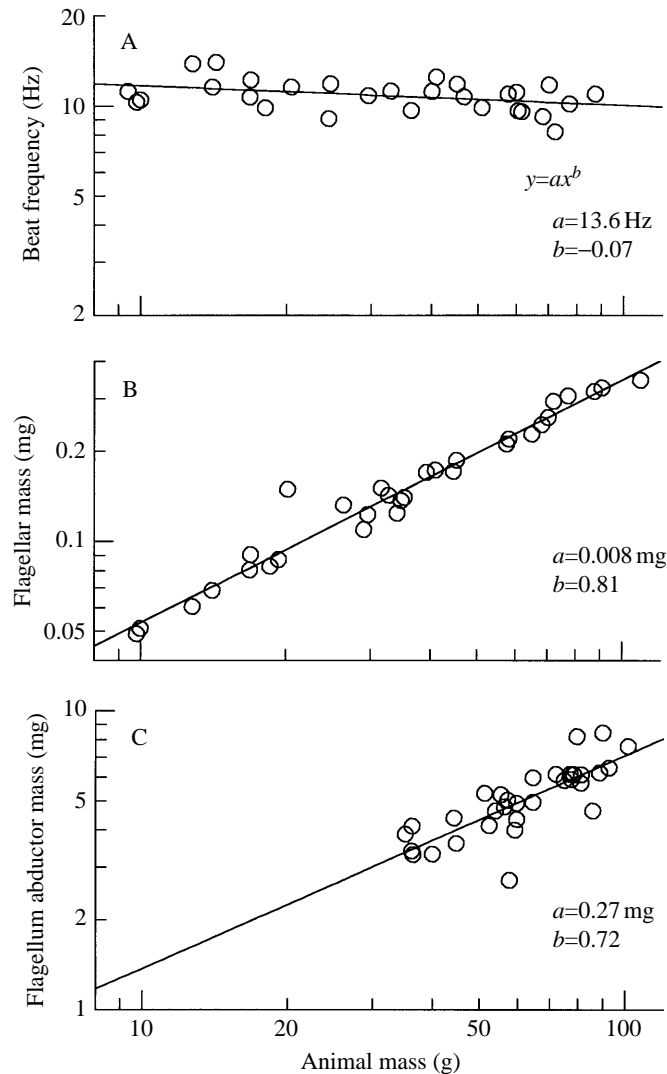 A
20
10
5
2
Beat frequency (Hz)
y=ax^b
a=13.6 Hz
b=−0.07
B
0.2
0.1
0.05
Flagellar mass (mg)
a=0.008 mg
b=0.81
C
10
5
2
1
Flagellum abductor mass (mg)
a=0.27 mg
b=0.72
10 20 50 100
Animal mass (g)